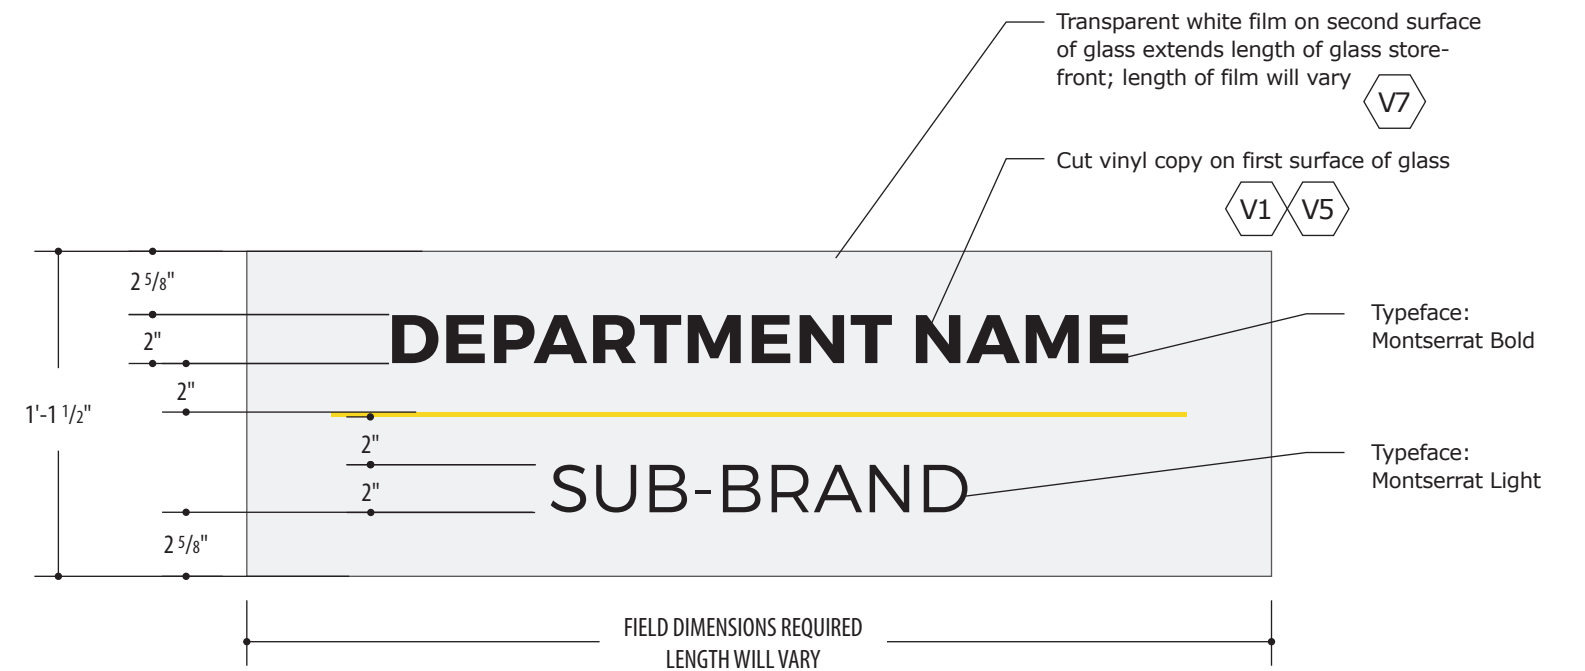 Transparent white film on second surface
of glass extends length of glass store-
front; length of film will vary
V7
Cut vinyl copy on first surface of glass
V1 V5
2 5/8"
2"
2"
1'-1 1/2"
2"
2"
2 5/8"
DEPARTMENT NAME
SUB-BRAND
Typeface:
Montserrat Bold
Typeface:
Montserrat Light
FIELD DIMENSIONS REQUIRED
LENGTH WILL VARY